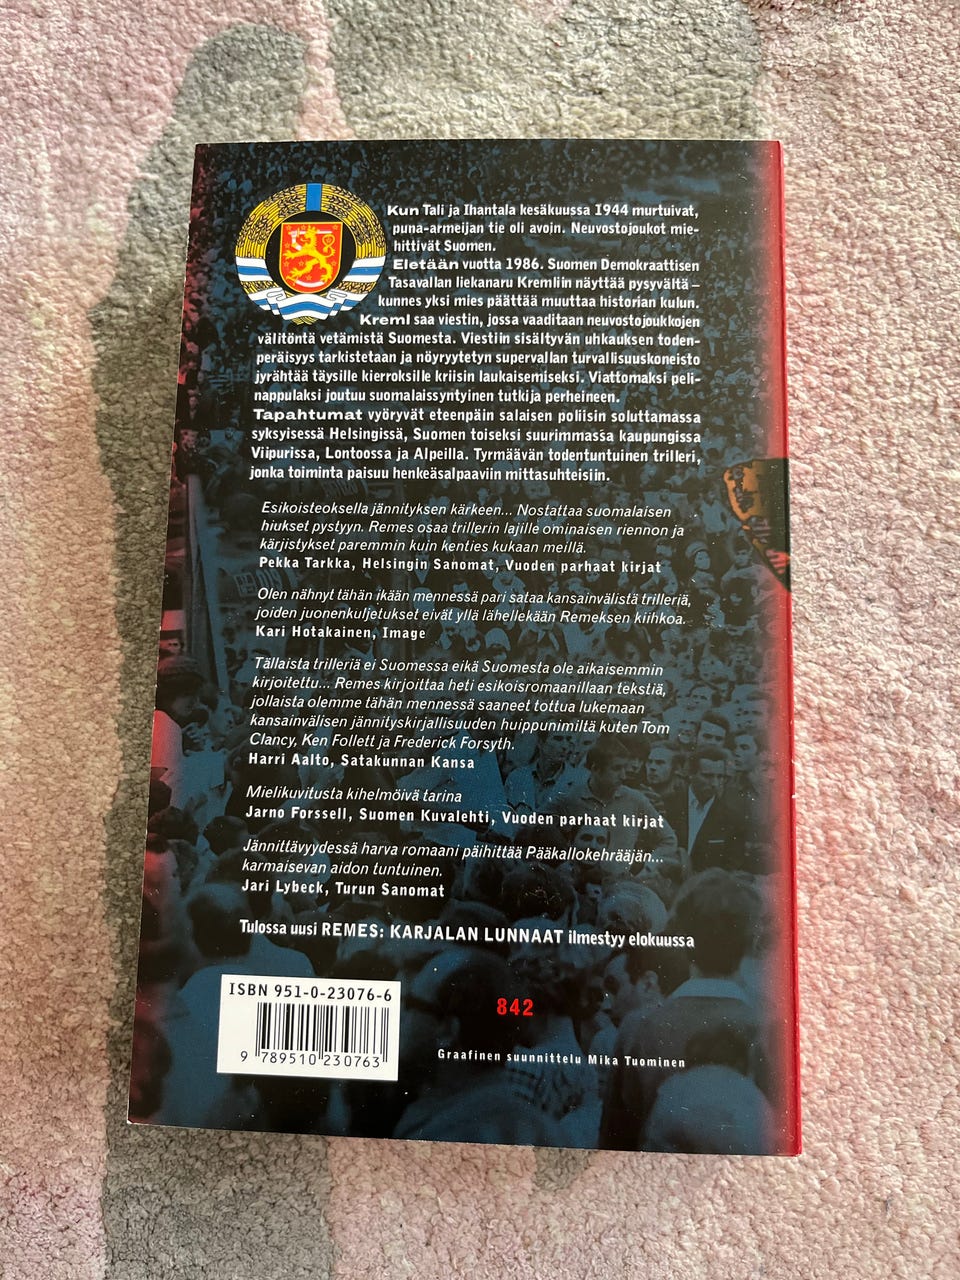 Kun Tali ja Ihantala kesäkuussa 1944 murtuivat,
puna-armeijan tie oli avoin. Neuvostojoukot mie-
hittivät Suomen.
Eletään vuotta 1986. Suomen Demokraattisen
Tasavallan liekanaru Kremliin näyttää pysyvältä –
kunnes yksi mies päättää muuttaa historian kulun.
Kreml saa viestin, jossa vaaditaan neuvostojoukkojen
välitöntä vetämistä Suomesta. Viestiin sisältyvän uhkauksen toden-
peräisyys tarkistetaan ja nöyryytetyn supervallan turvallisuuskoneisto
jyrähtää täysille kierroksille kriisin laukaisemiseksi. Viattomaksi peli-
nappulaksi joutuu suomalaissyntyinen tutkija perheineen.
Tapahtumat vyöryvät eteenpäin salaisen poliisin soluttamassa
syksyisessä Helsingissä, Suomen toiseksi suurimmassa kaupungissa
Viipurissa, Lontoossa ja Alpeilla. Tyrmäävän todentuntuinen trilleri,
jonka toiminta paisuu henkeäsalpaaviin mittasuhteisiin.
Esikoisteoksella jännityksen kärkeen... Nostattaa suomalaisen
hiukset pystyyn. Remes osaa trillerin lajille ominaisen riennon ja
kärjistykset paremmin kuin kenties kukaan meillä.
Pekka Tarkka, Helsingin Sanomat, Vuoden parhaat kirjat
Olen nähnyt tähän ikään mennessä pari sataa kansainvälistä trilleriä,
joiden juonenkuljetukset eivät yllä lähellekään Remeksen kiihkoa.
Kari Hotakainen, Image
Tällaista trilleriä ei Suomessa eikä Suomesta ole aikaisemmin
kirjoitettu... Remes kirjoittaa heti esikoisromaanillaan tekstiä,
jollaista olemme tähän mennessä saaneet tottua lukemaan
kansainvälisen jännityskirjallisuuden huippunimiltä kuten Tom
Clancy, Ken Follett ja Frederick Forsyth.
Harri Aalto, Satakunnan Kansa
Mielikuvitusta kihelmöivä tarina
Jarno Forssell, Suomen Kuvalehti, Vuoden parhaat kirjat
Jännittävyydessä harva romaani päihittää Pääkallokehrääjän...
karmaisevan aidon tuntuinen.
Jari Lybeck, Turun Sanomat
Tulossa uusi REMES: KARJALAN LUNNAAT ilmestyy elokuussa
ISBN 951-0-23076-6
9 789510 230763
842
Graafinen suunnittelu Mika Tuominen